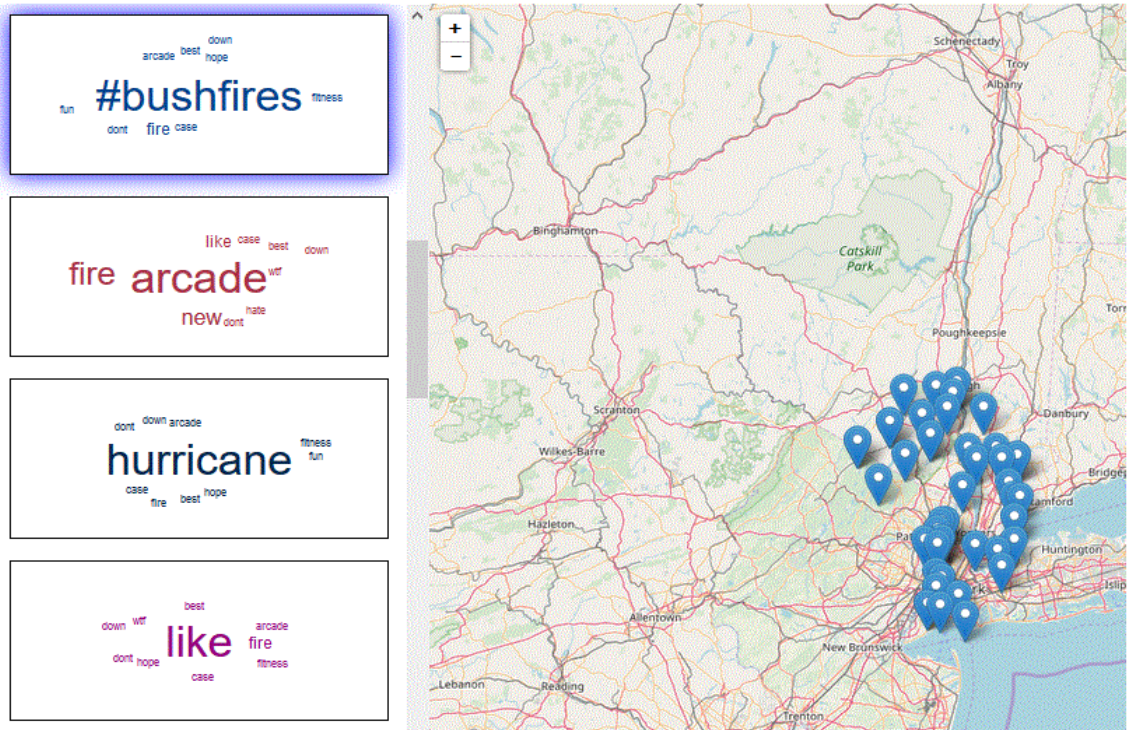 down
arcade best hope
#bushfires fitness
fun
dont fire case
like case best down
fire arcade wtf
new dont hate
dont down arcade
hurricane fitness
fun
case fire best hope
best
down wtf arcade
like fire
dont hope fitness
case
+
−
Schenectady
Troy
Albany
Binghamton
Catskill
Park
Poughkeepsie
Scranton
Danbury
Wilkes-Barre
Hazleton
Huntington
Allentown
New Brunswick
Lebanon
Reading
Trenton